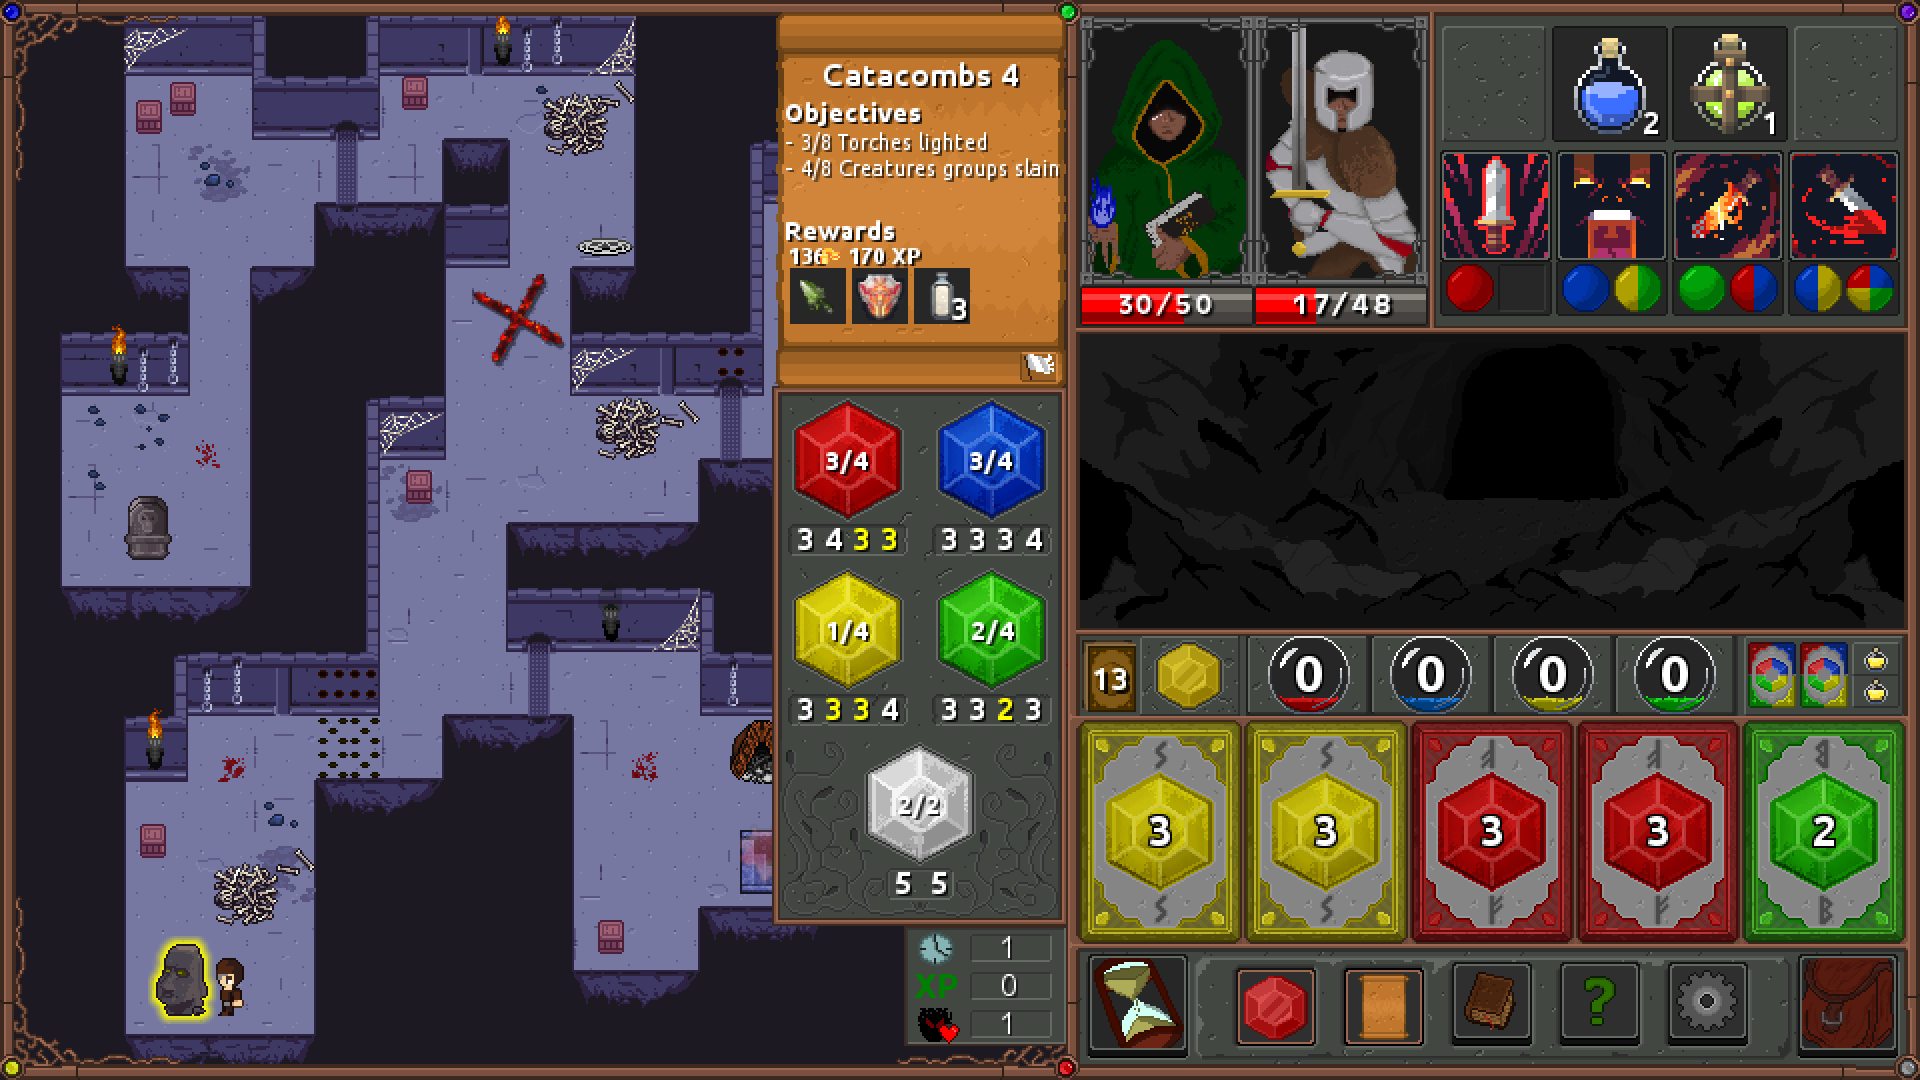 Catacombs 4
Objectives
- 3/8 Torches lighted
- 4/8 Creatures groups slain
Rewards
136 170 XP
3
3/4 3/4
3 4 3 3 3 3 3 4
1/4 2/4
3 3 3 4 3 3 2 3
2/2
5 5
1
XP 0
1
30/50 17/48
2 1
13 0 0 0 0
3 3 3 3 2
?